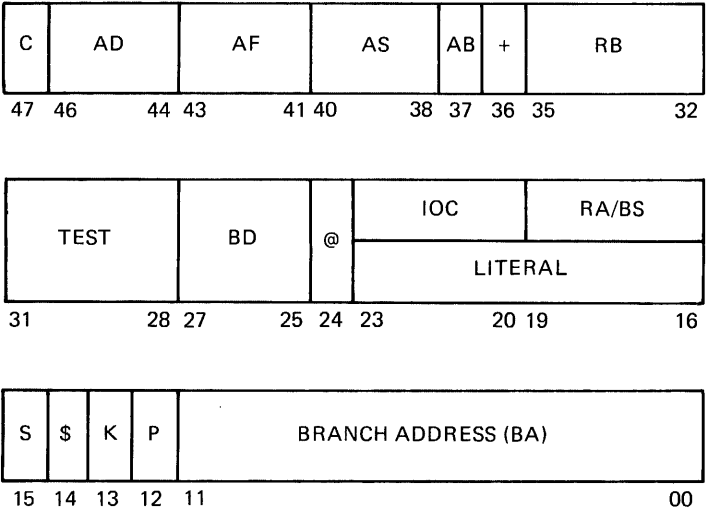 C AD AF AS AB + RB
47 46 44 43 41 40 38 37 36 35 32
IOC RA/BS
TEST BD @
LITERAL
31 28 27 25 24 23 20 19 16
S $ K P BRANCH ADDRESS (BA)
15 14 13 12 11 00